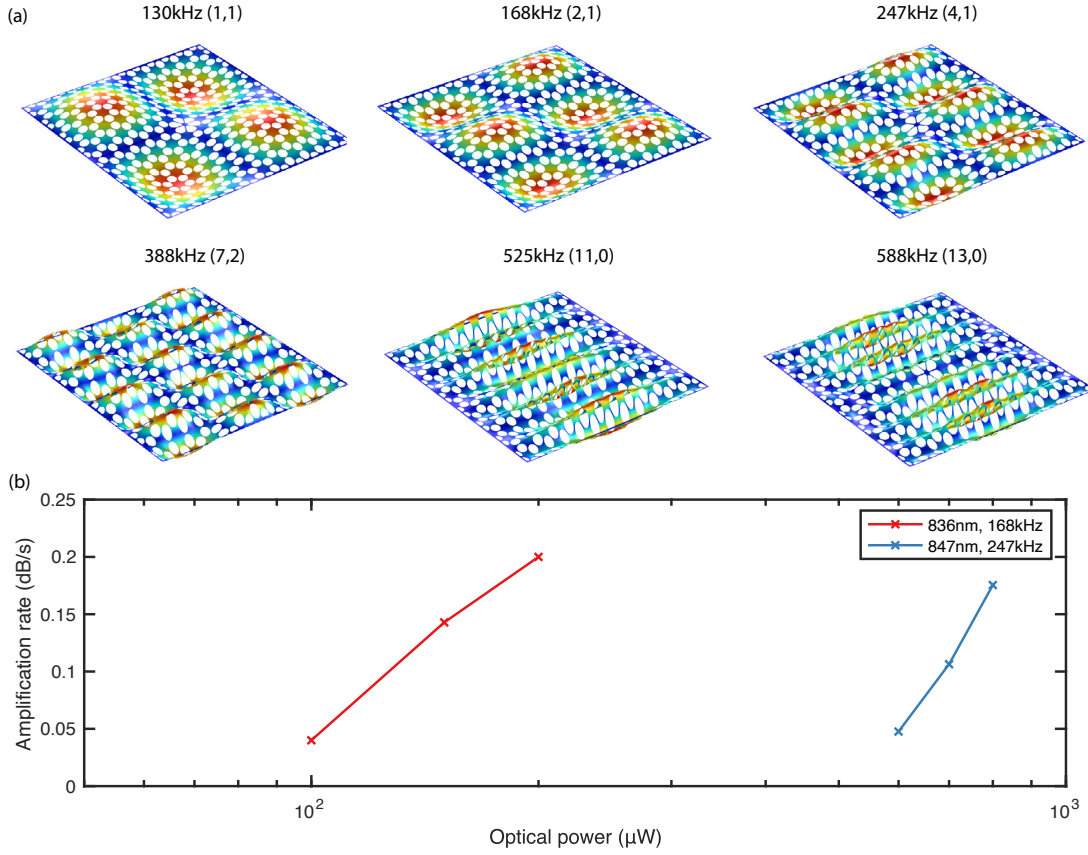 (a)
130kHz (1,1)
168kHz (2,1)
247kHz (4,1)
388kHz (7,2)
525kHz (11,0)
588kHz (13,0)
(b)
0.25
0.2
0.15
0.1
0.05
0
Amplification rate (dB/s)
836nm, 168kHz
847nm, 247kHz
10²
10³
Optical power (μW)